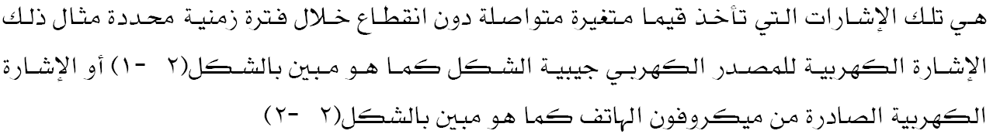 هي تلك الإشارات التي تأخذ قيما متغيرة متواصلة دون انقطاع خلال فترة زمنية محددة مثال ذلك
الإشارة الكهربية للمصدر الكهربي جيبية الشكل كما هو مبين بالشكل(٢ -١) أو الإشارة
الكهربية الصادرة من ميكروفون الهاتف كما هو مبين بالشكل(٢ -٢)